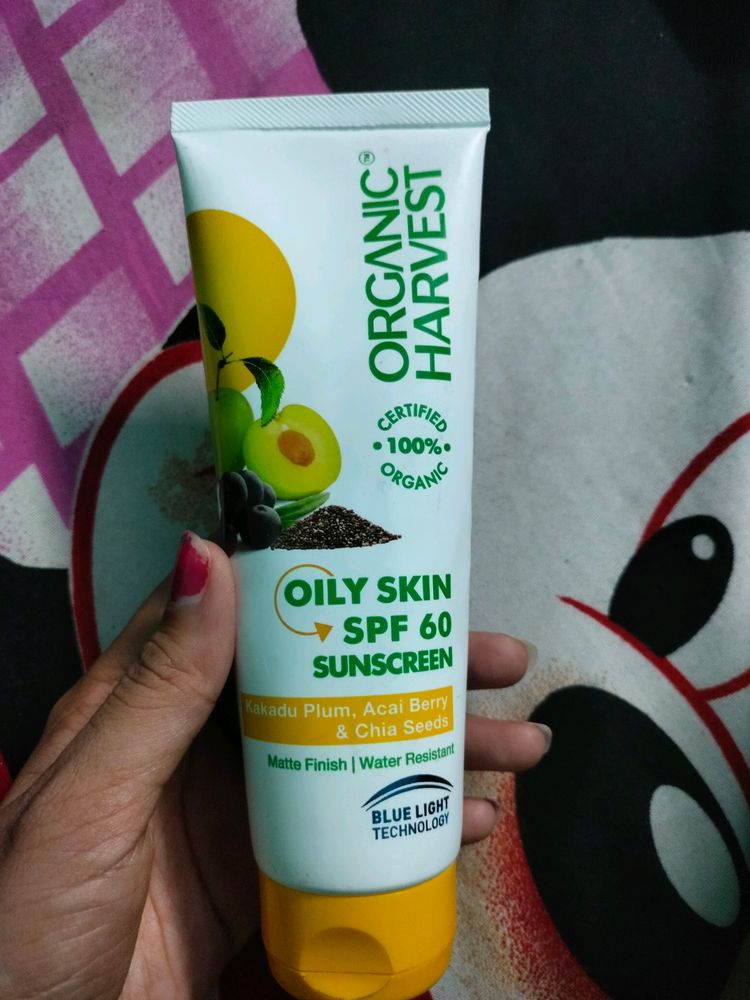 ORGANIC
HARVEST
CERTIFIED
• 100% •
ORGANIC
OILY SKIN
SPF 60
SUNSCREEN
Kakadu Plum, Acai Berry
& Chia Seeds
Matte Finish | Water Resistant
BLUE LIGHT
TECHNOLOGY